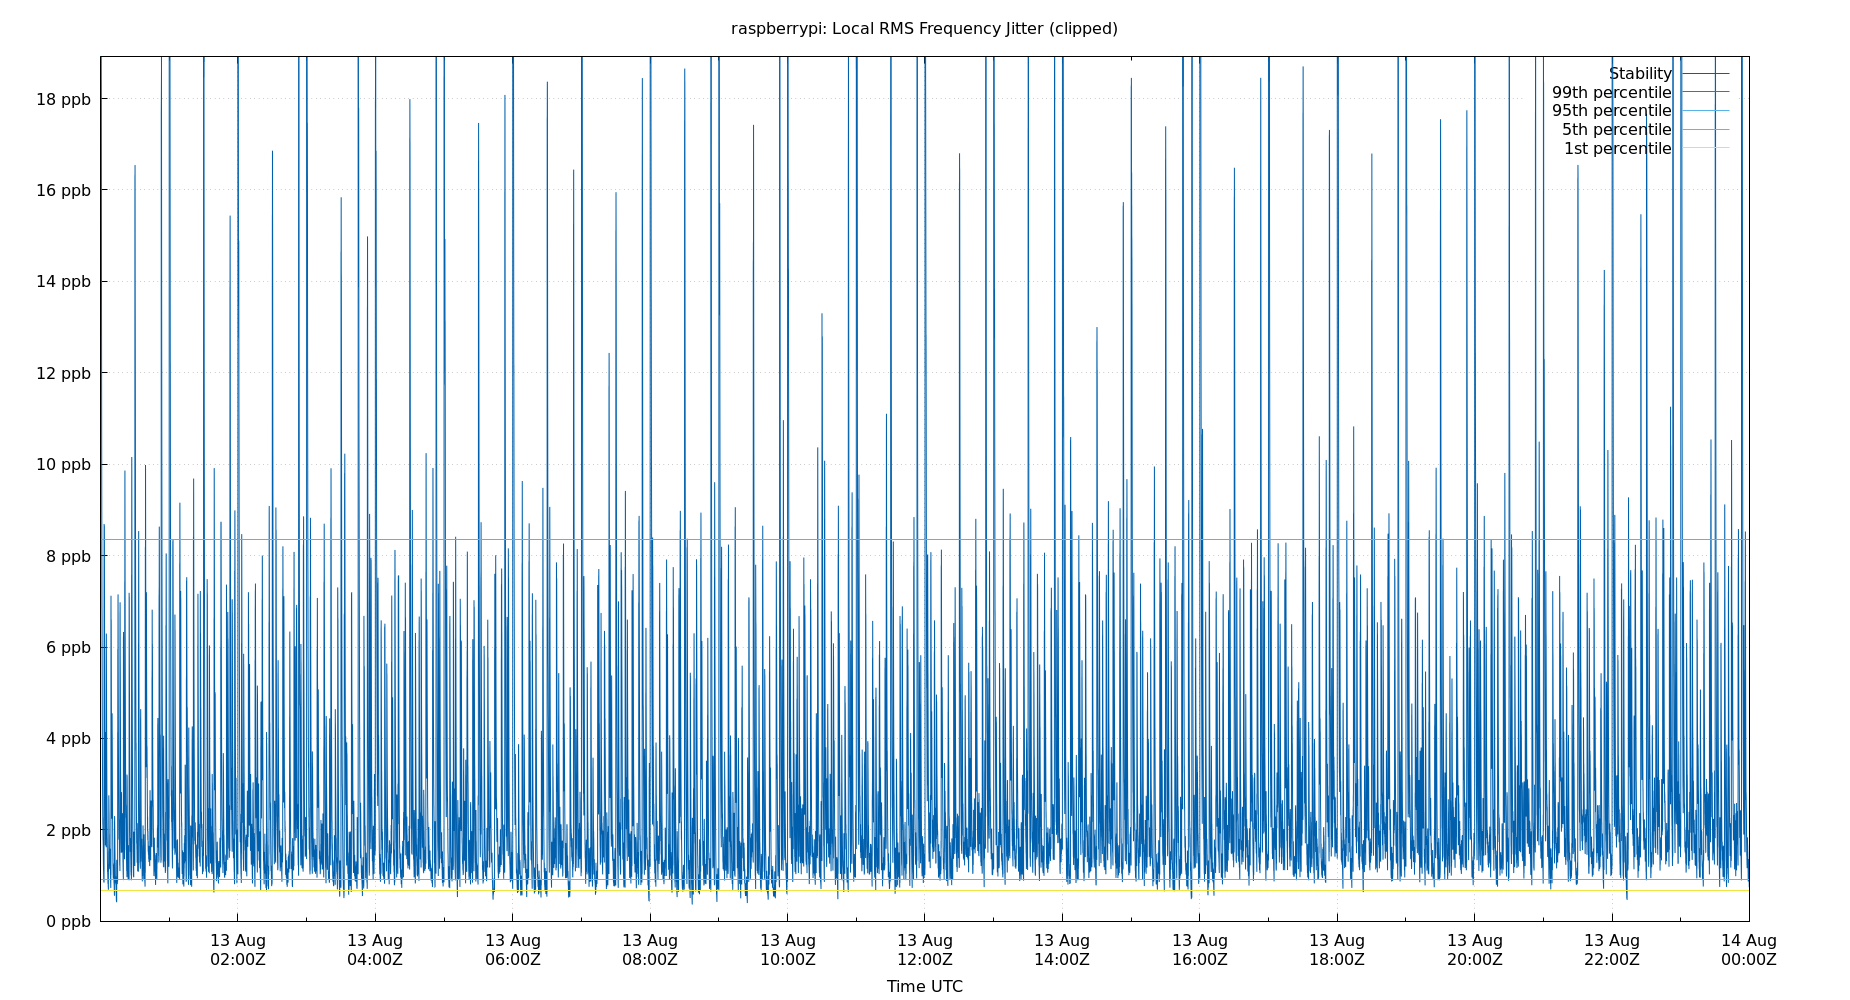 raspberrypi: Local RMS Frequency Jitter (clipped)
Stability
99th percentile
95th percentile
5th percentile
1st percentile
18 ppb
16 ppb
14 ppb
12 ppb
10 ppb
8 ppb
6 ppb
4 ppb
2 ppb
0 ppb
13 Aug 13 Aug 13 Aug 13 Aug 13 Aug 13 Aug 13 Aug 13 Aug 13 Aug 13 Aug 13 Aug 14 Aug
02:00Z 04:00Z 06:00Z 08:00Z 10:00Z 12:00Z 14:00Z 16:00Z 18:00Z 20:00Z 22:00Z 00:00Z
Time UTC